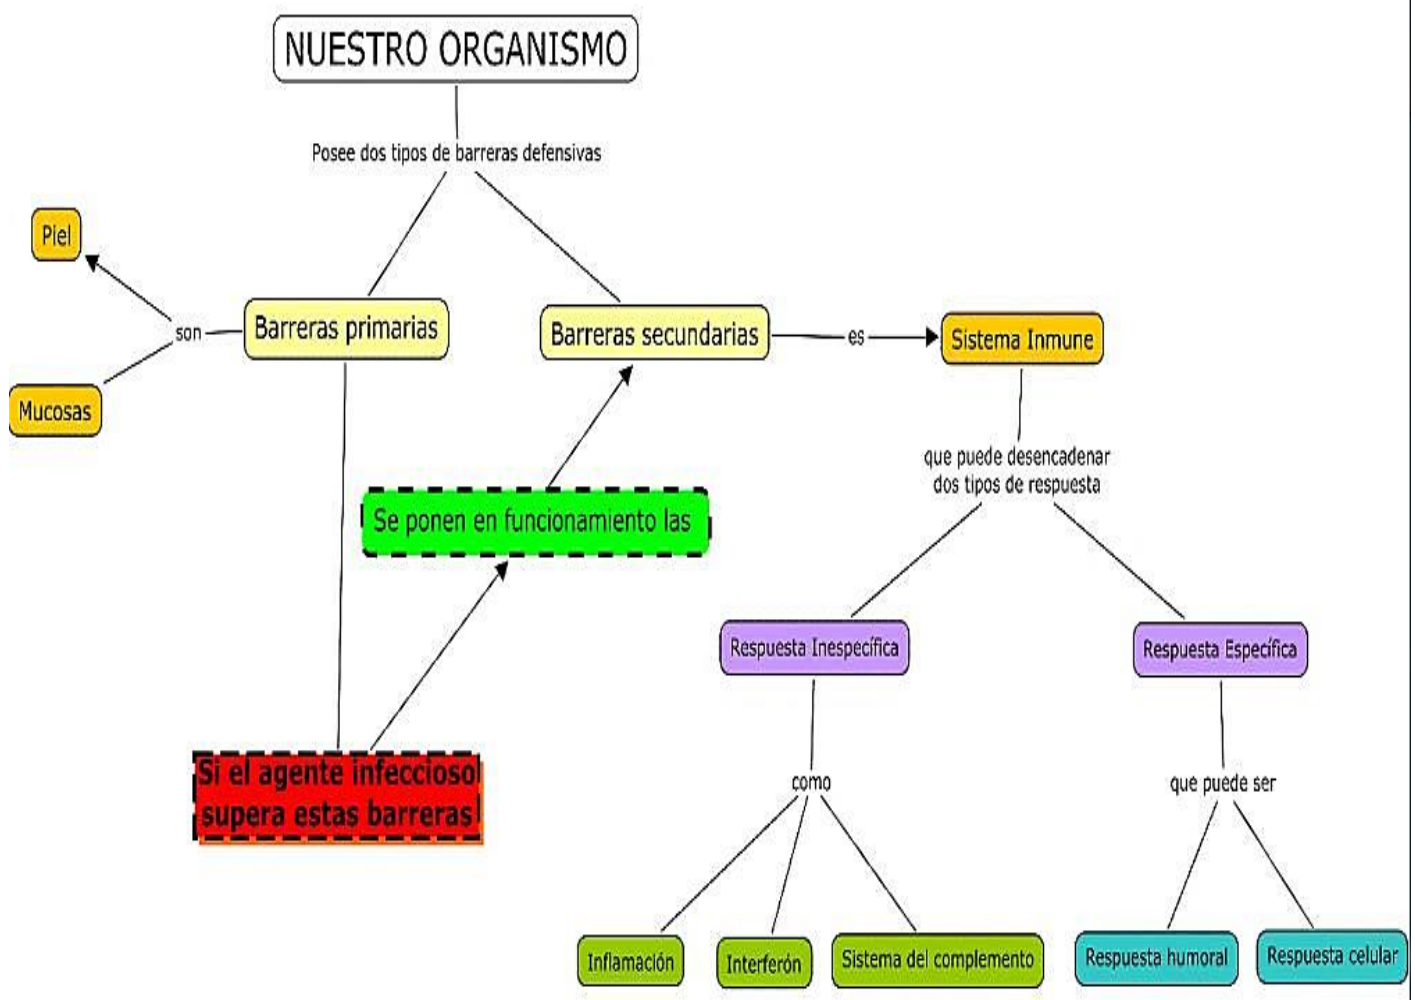 NUESTRO ORGANISMO
Posee dos tipos de barreras defensivas
Piel
son
Barreras primarias
Barreras secundarias
es
Sistema Inmune
Mucosas
que puede desencadenar
dos tipos de respuesta
Se ponen en funcionamiento las
Respuesta Inespecífica
Respuesta Específica
Si el agente infeccioso
supera estas barreras
como
que puede ser
Inflamación
Interferón
Sistema del complemento
Respuesta humoral
Respuesta celular